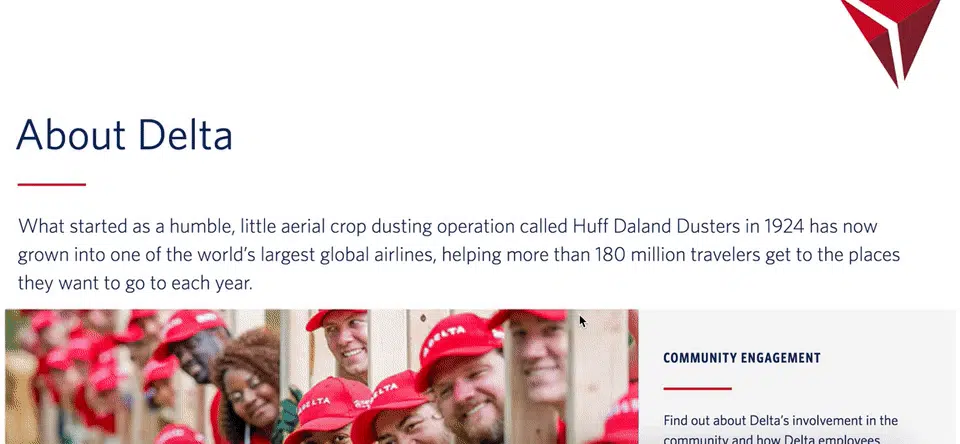 About Delta
What started as a humble, little aerial crop dusting operation called Huff Daland Dusters in 1924 has now
grown into one of the world's largest global airlines, helping more than 180 million travelers get to the places
they want to go to each year.
DELTA
DELTA
DELTA
COMMUNITY ENGAGEMENT
Find out about Delta's involvement in the
community and how Delta employees